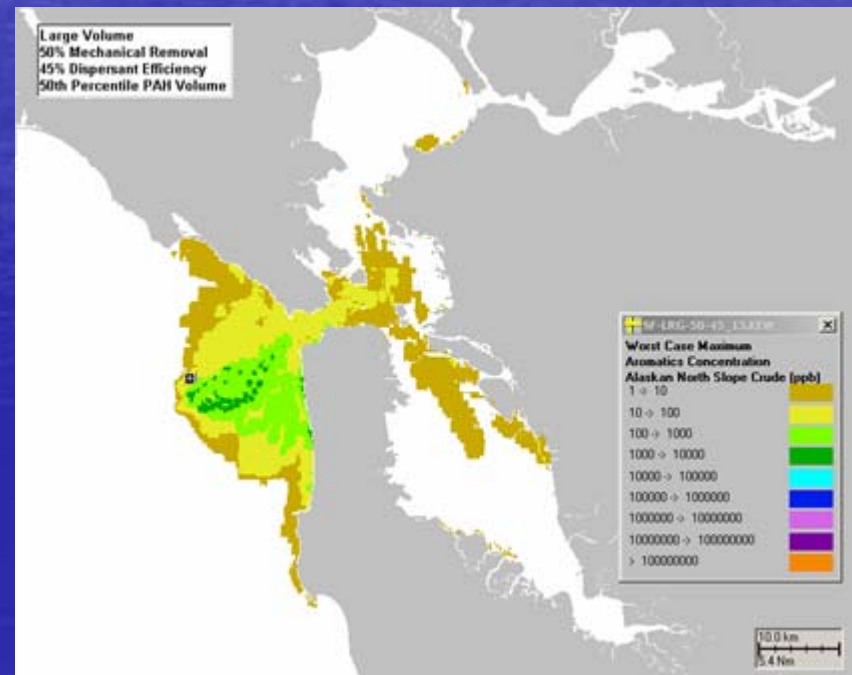 Large Volume
50% Mechanical Removal
45% Dispersant Efficiency
50th Percentile PAH Volume
Worst Case Maximum
Aromatics Concentration
Alaskan North Slope Crude (ppb)
1 -> 10
10 -> 100
100 -> 1000
1000 -> 10000
10000 -> 100000
100000 -> 1000000
1000000 -> 10000000
10000000 -> 100000000
> 100000000
10.0 km
5.4 Nm